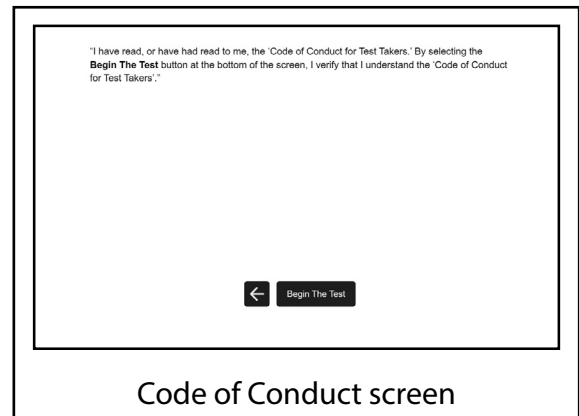 "I have read, or have had read to me, the 'Code of Conduct for Test Takers.' By selecting the
Begin The Test button at the bottom of the screen, I verify that I understand the 'Code of Conduct
for Test Takers'."
Begin The Test
Code of Conduct screen